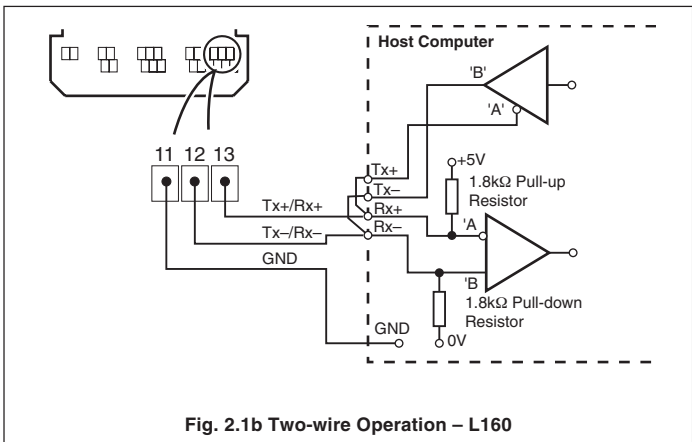 Host Computer
'B'
'A'
11 12 13
Tx+
+5V
Tx–
1.8kΩ Pull-up
Resistor
Tx+/Rx+
Rx+
'A
Tx–/Rx–
Rx–
GND
'B
1.8kΩ Pull-down
Resistor
GND
0V
Fig. 2.1b Two-wire Operation – L160